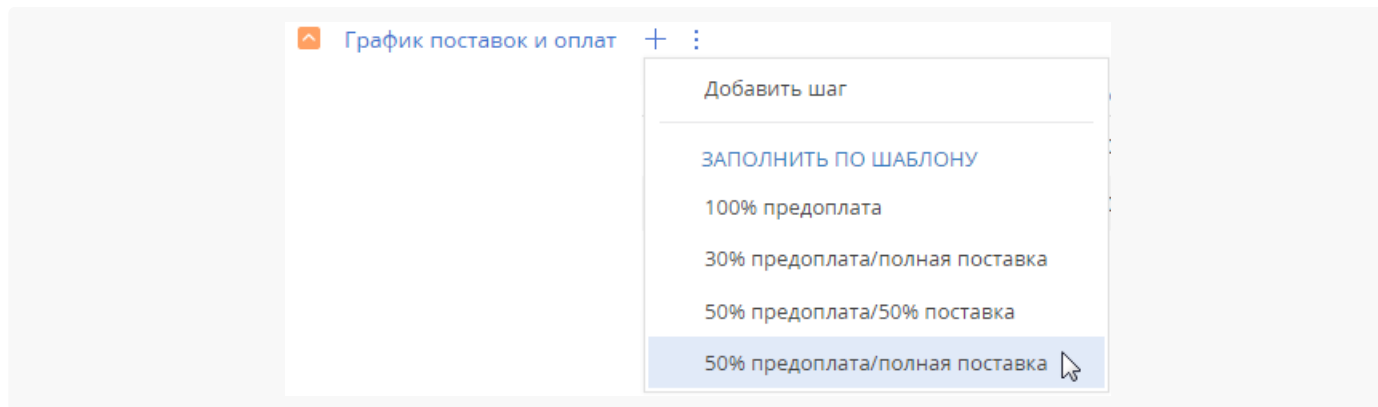 График поставок и оплат
Добавить шаг
ЗАПОЛНИТЬ ПО ШАБЛОНУ
100% предоплата
30% предоплата/полная поставка
50% предоплата/50% поставка
50% предоплата/полная поставка